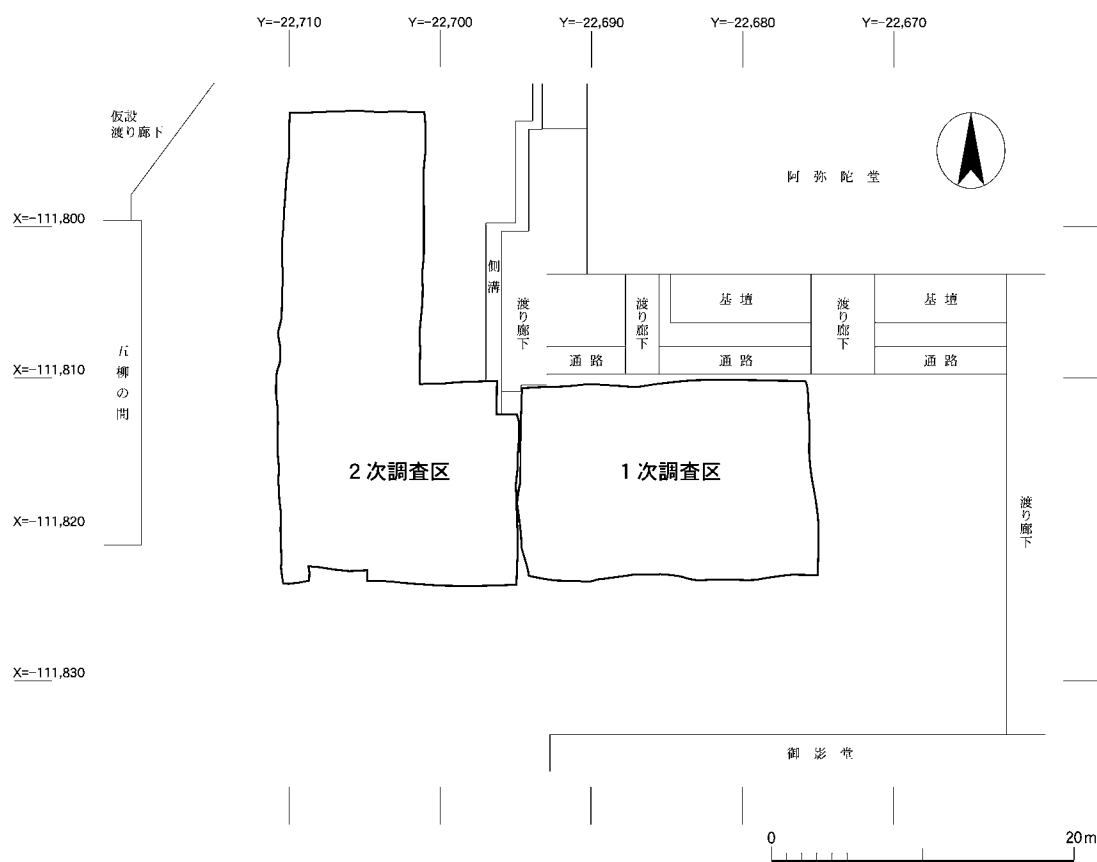 Y=−22,710
Y=−22,700
Y=−22,690
Y=−22,680
Y=−22,670
仮設
渡り廊下
阿弥陀堂
X=−111,800
側溝
渡り廊下
渡り廊下
基壇
渡り廊下
基壇
通路
通路
通路
X=−111,810
五柳の間
2次調査区
1次調査区
X=−111,820
渡り廊下
X=−111,830
御影堂
0
20m